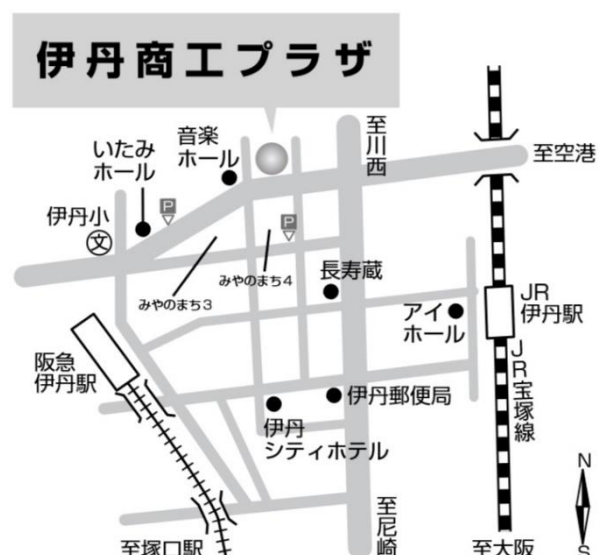 伊丹商工プラザ
音楽
ホール
至川西
至空港
いたみ
ホール
P
伊丹小
文
P
みやのまち4
みやのまち3
長寿蔵
アイ
ホール
JR
伊丹駅
JR宝塚線
阪急
伊丹駅
伊丹郵便局
伊丹
シティホテル
至尼崎
至塚口駅
至大阪
N
S